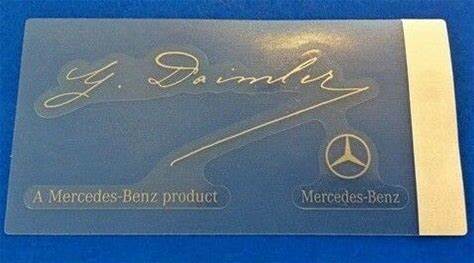 G. Daimler
A Mercedes-Benz product
Mercedes-Benz